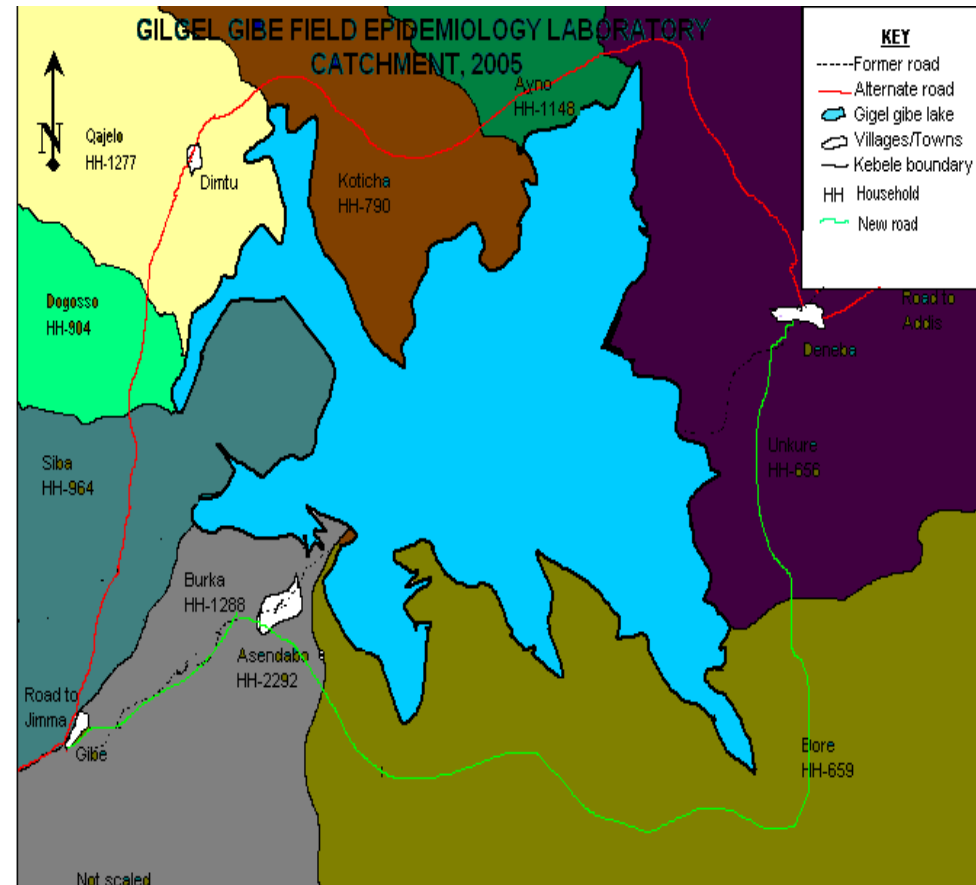 GILGEL GIBE FIELD EPIDEMIOLOGY LABORATORY
CATCHMENT, 2005
KEY
Former road
Alternate road
Gigel gibe lake
Villages/Towns
Kebele boundary
HH Household
New road
N
Qajelo
HH-1277
Dimtu
Ayno
HH-1148
Koticha
HH-790
Dogosso
HH-904
Road to
Addis
Deneba
Siba
HH-964
Unkure
HH-658
Burka
HH-1288
Asendabo
HH-2292
Road to
Jimma
Gibe
Bore
HH-659
Not scaled